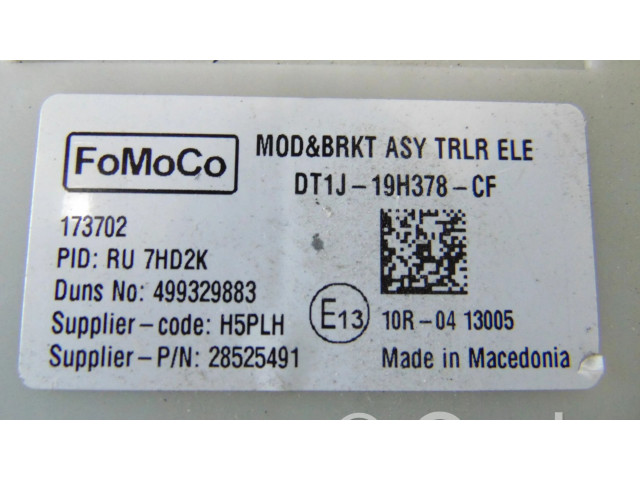 FoMoCo
MOD&BRKT ASY TRLR ELE
DT1J-19H378-CF
173702
PID: RU 7HD2K
Duns No: 499329883
Supplier-code: H5PLH
Supplier-P/N: 28525491
E13
10R-04 13005
Made in Macedonia